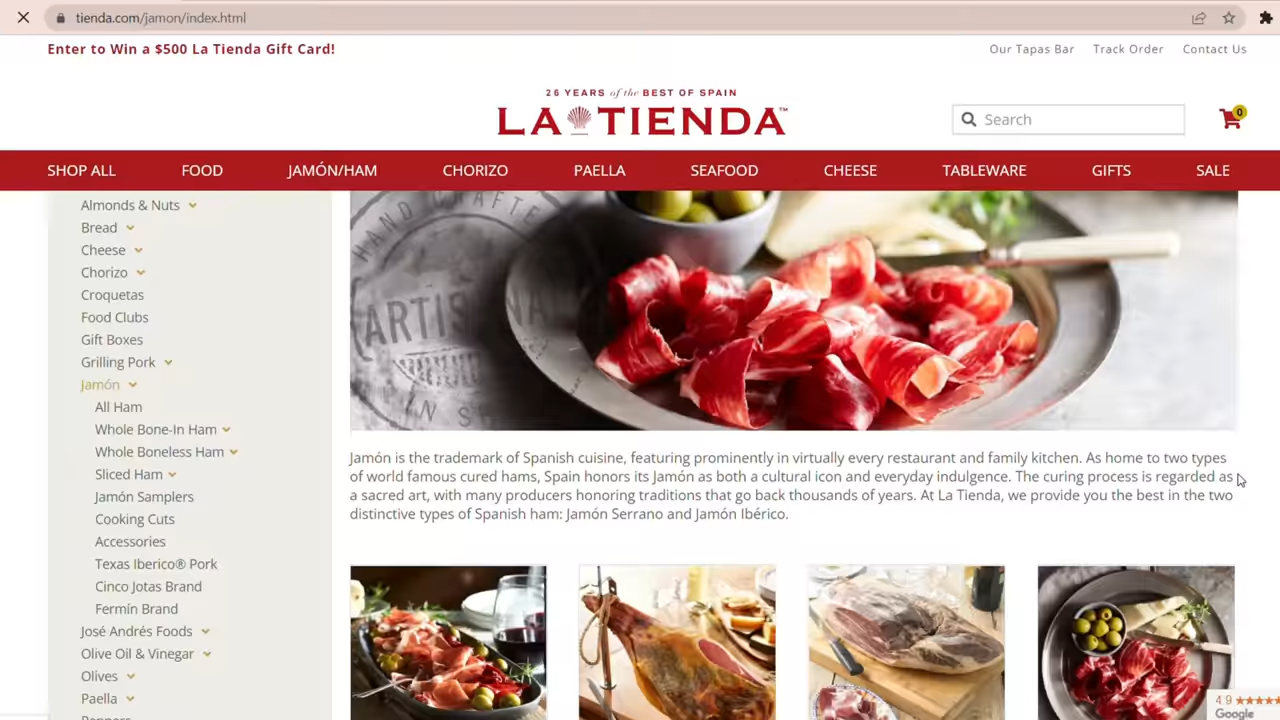 tienda.com/jamon/index.html
Enter to Win a $500 La Tienda Gift Card!
Our Tapas Bar
Track Order
Contact Us
26 YEARS of the BEST OF SPAIN
LA TIENDA™
Search
0
SHOP ALL
FOOD
JAMÓN/HAM
CHORIZO
PAELLA
SEAFOOD
CHEESE
TABLEWARE
GIFTS
SALE
Almonds & Nuts
Bread
Cheese
Chorizo
Croquetas
Food Clubs
Gift Boxes
Grilling Pork
Jamón
All Ham
Whole Bone-In Ham
Whole Boneless Ham
Sliced Ham
Jamón Samplers
Cooking Cuts
Accessories
Texas Iberico® Pork
Cinco Jotas Brand
Fermín Brand
José Andrés Foods
Olive Oil & Vinegar
Olives
Paella
HAND CRAFTE
ARTISANA
IN S
Jamón is the trademark of Spanish cuisine, featuring prominently in virtually every restaurant and family kitchen. As home to two types
of world famous cured hams, Spain honors its Jamón as both a cultural icon and everyday indulgence. The curing process is regarded as
a sacred art, with many producers honoring traditions that go back thousands of years. At La Tienda, we provide you the best in the two
distinctive types of Spanish ham: Jamón Serrano and Jamón Ibérico.
4.9
Google